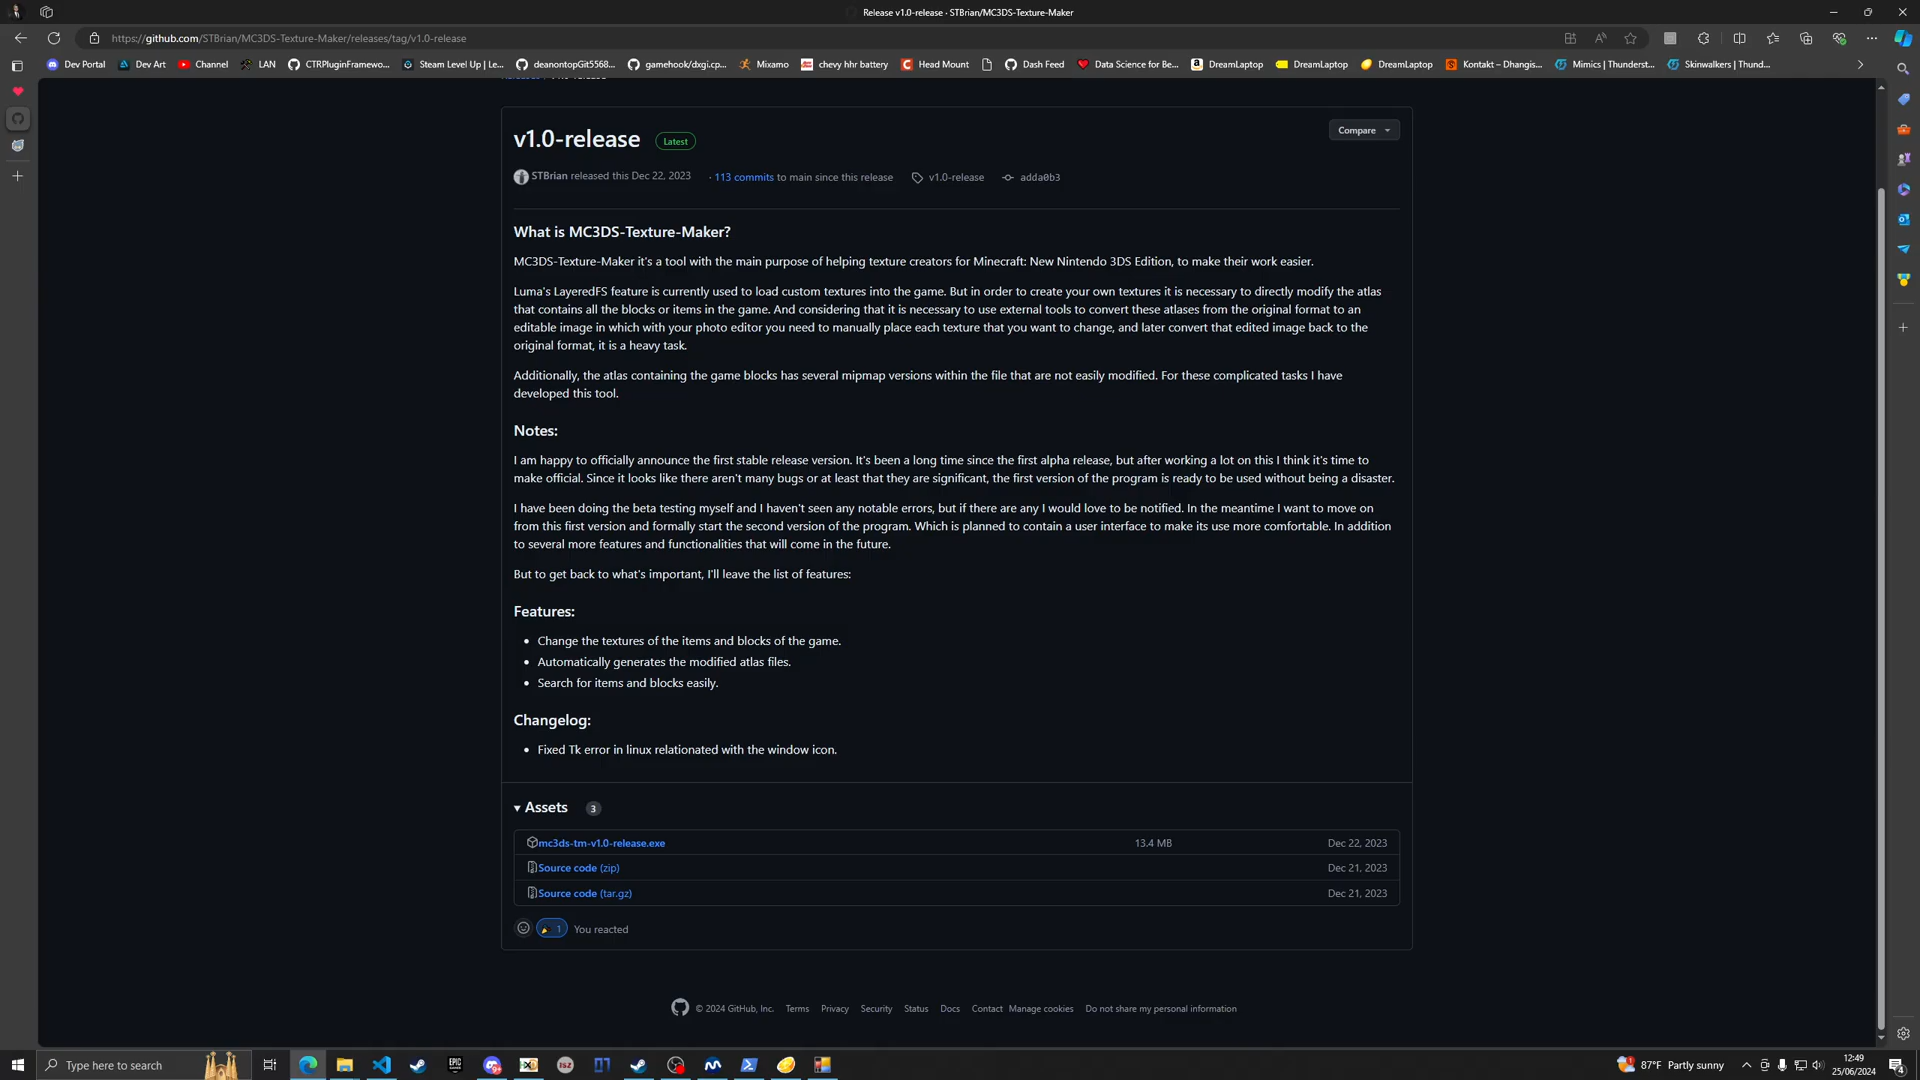 Release v1.0-release · STBrian/MC3DS-Texture-Maker
https://github.com/STBrian/MC3DS-Texture-Maker/releases/tag/v1.0-release
Dev Portal
Dev Art
Channel
LAN
CTRPluginFramewo...
Steam Level Up | Le...
deanontopGit5568...
gamehook/dxgi.cp...
Mixamo
chevy hhr battery
Head Mount
Dash Feed
Data Science for Be...
DreamLaptop
DreamLaptop
DreamLaptop
Kontakt – Dhangis...
Mimics | Thunderst...
Skinwalkers | Thund...
v1.0-release
Latest
Compare
STBrian released this Dec 22, 2023
· 113 commits to main since this release
v1.0-release
adda0b3
What is MC3DS-Texture-Maker?
MC3DS-Texture-Maker it's a tool with the main purpose of helping texture creators for Minecraft: New Nintendo 3DS Edition, to make their work easier.
Luma's LayeredFS feature is currently used to load custom textures into the game. But in order to create your own textures it is necessary to directly modify the atlas
that contains all the blocks or items in the game. And considering that it is necessary to use external tools to convert these atlases from the original format to an
editable image in which with your photo editor you need to manually place each texture that you want to change, and later convert that edited image back to the
original format, it is a heavy task.
Additionally, the atlas containing the game blocks has several mipmap versions within the file that are not easily modified. For these complicated tasks I have
developed this tool.
Notes:
I am happy to officially announce the first stable release version. It's been a long time since the first alpha release, but after working a lot on this I think it's time to
make official. Since it looks like there aren't many bugs or at least that they are significant, the first version of the program is ready to be used without being a disaster.
I have been doing the beta testing myself and I haven't seen any notable errors, but if there are any I would love to be notified. In the meantime I want to move on
from this first version and formally start the second version of the program. Which is planned to contain a user interface to make its use more comfortable. In addition
to several more features and functionalities that will come in the future.
But to get back to what's important, I'll leave the list of features:
Features:
• Change the textures of the items and blocks of the game.
• Automatically generates the modified atlas files.
• Search for items and blocks easily.
Changelog:
• Fixed Tk error in linux relationated with the window icon.
Assets 3
mc3ds-tm-v1.0-release.exe 13.4 MB Dec 22, 2023
Source code (zip) Dec 21, 2023
Source code (tar.gz) Dec 21, 2023
1 You reacted
© 2024 GitHub, Inc. Terms Privacy Security Status Docs Contact Manage cookies Do not share my personal information
Type here to search
EPIC
87°F Partly sunny
12:49
25/06/2024